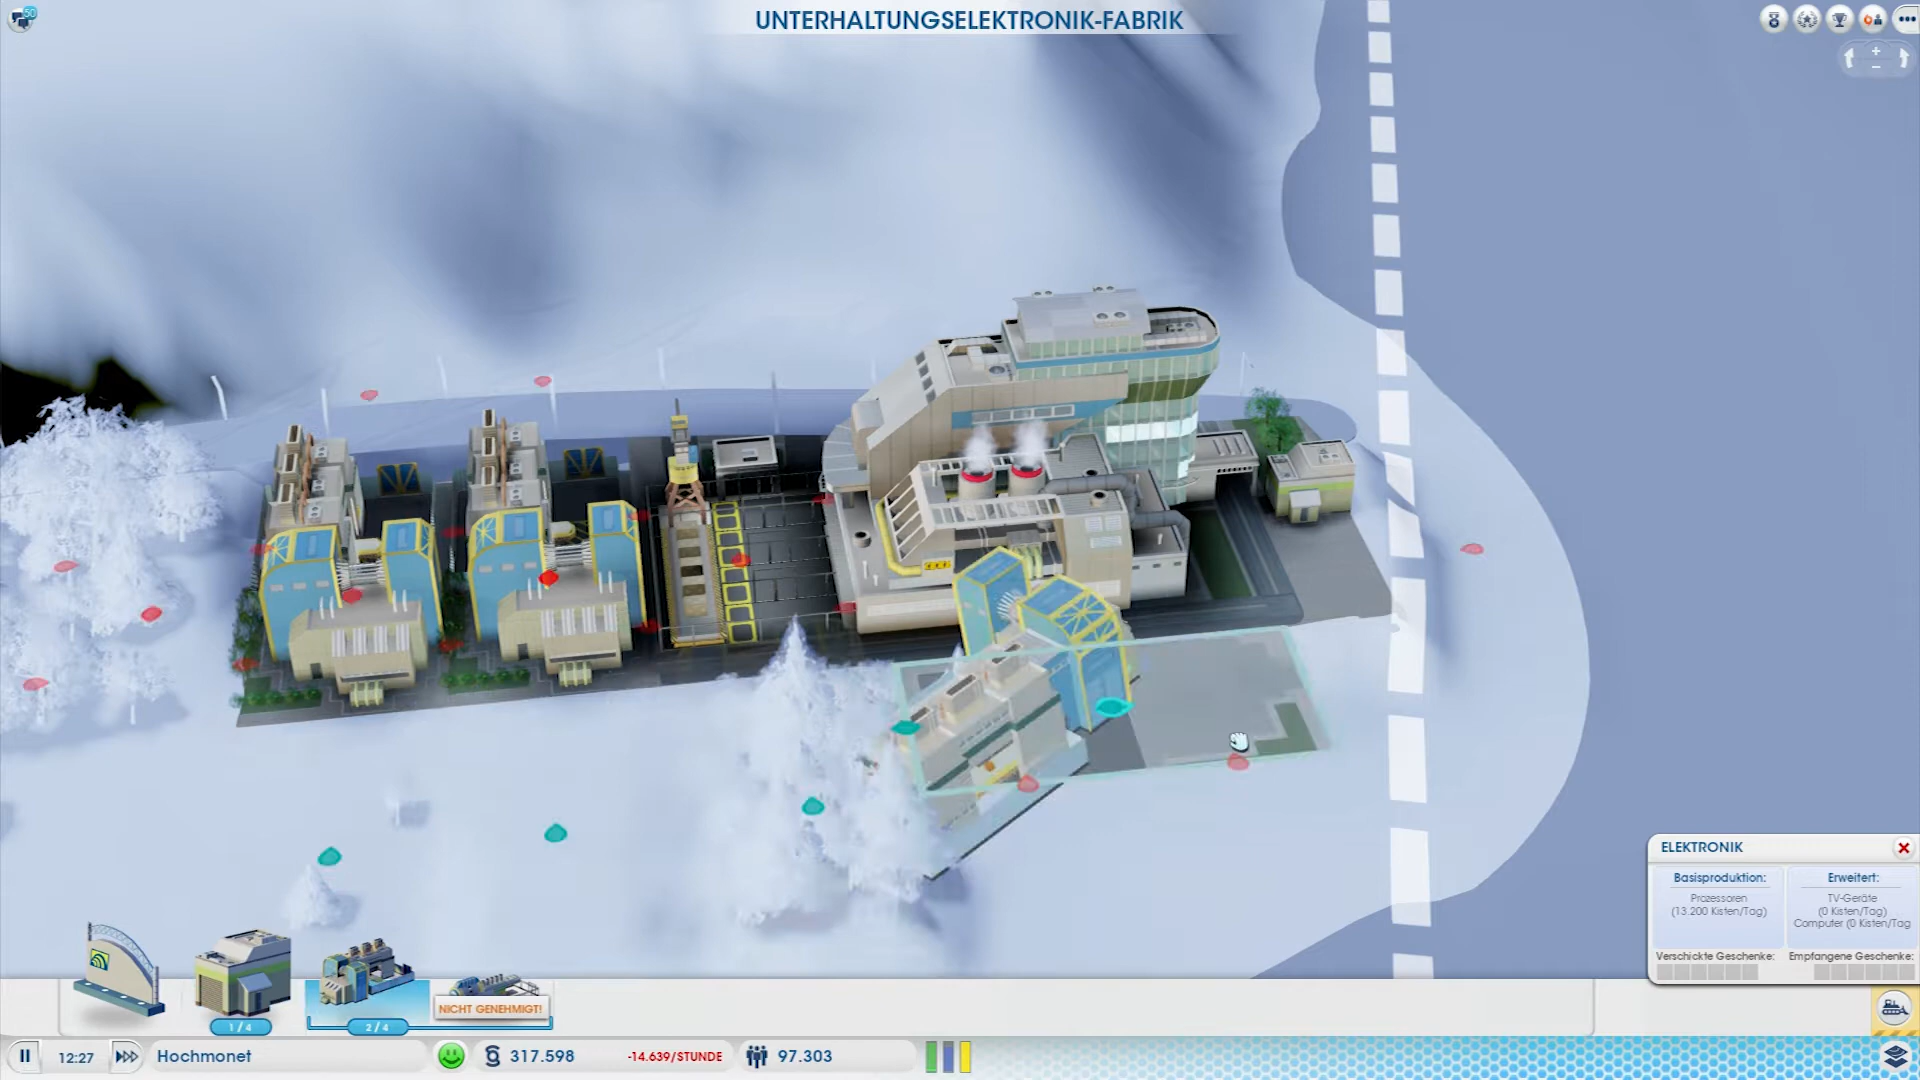 50
UNTERHALTUNGSELEKTRONIK-FABRIK
ELEKTRONIK
Basisproduktion:
Prozessoren
(13.200 Kisten/Tag)
Erweitert:
TV-Geräte
(0 Kisten/Tag)
Computer (0 Kisten/Tag
Verschickte Geschenke:
Empfangene Geschenke:
NICHT GENEHMIGT!
1 / 4
2 / 4
12:27
Hochmonet
317.598
-14.639/STUNDE
97.303